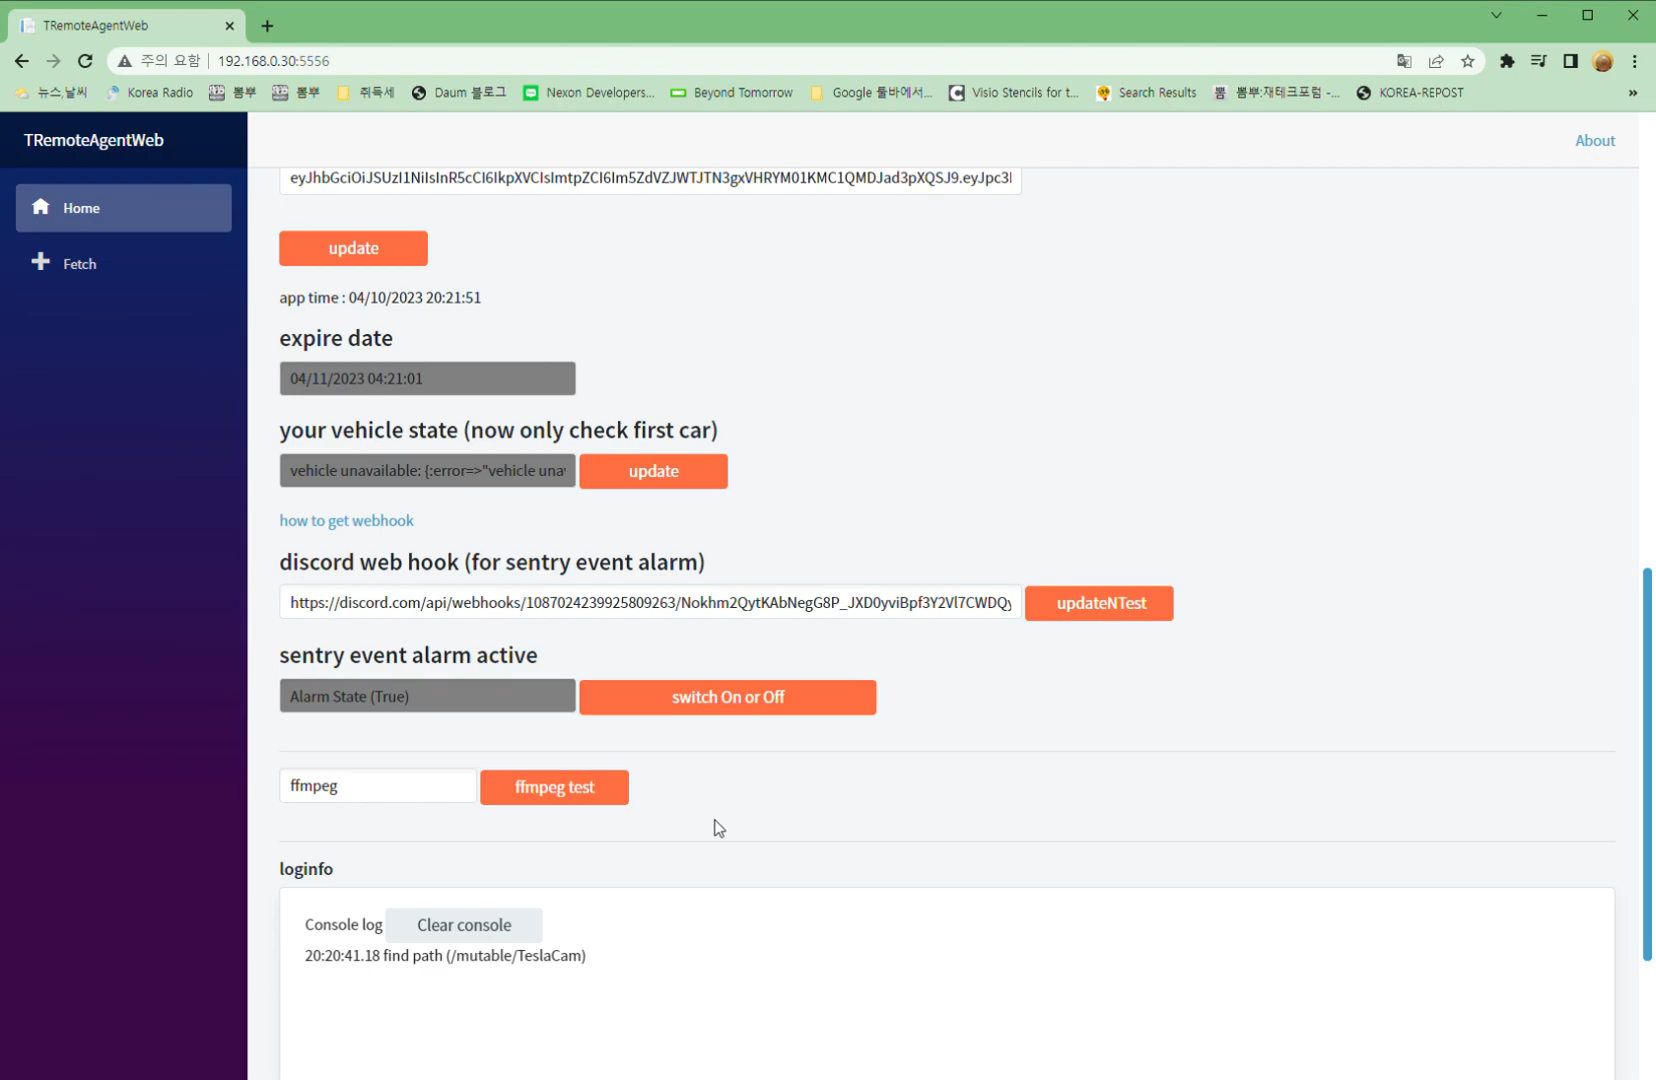 TRemoteAgentWeb
주의 요함 | 192.168.0.30:5556
뉴스,날씨 Korea Radio 뽐뿌 뽐뿌 취득세 Daum 블로그 Nexon Developers... Beyond Tomorrow Google 툴바에서... Visio Stencils for t... Search Results 뽐 뽐뿌:재테크포럼 -... KOREA-REPOST »
TRemoteAgentWeb
About
Home
Fetch
update
app time : 04/10/2023 20:21:51
expire date
04/11/2023 04:21:01
your vehicle state (now only check first car)
vehicle unavailable: {:error=>"vehicle una
update
how to get webhook
discord web hook (for sentry event alarm)
https://discord.com/api/webhooks/1087024239925809263/Nokhm2QytKAbNegG8P_JXD0yviBpf3Y2Vl7CWDQy
updateNTest
sentry event alarm active
Alarm State (True)
switch On or Off
ffmpeg
ffmpeg test
loginfo
Console log
Clear console
20:20:41.18 find path (/mutable/TeslaCam)